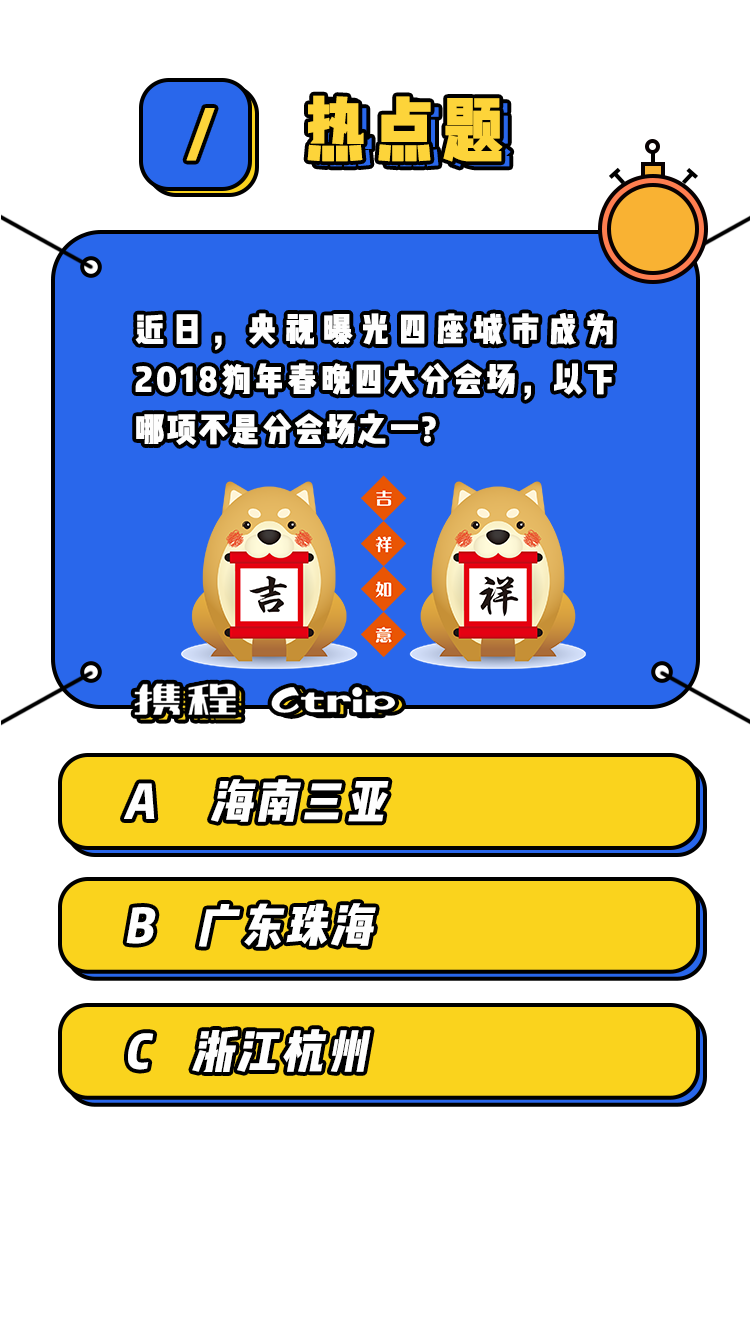 / 热点题
近日，央视曝光四座城市成为
2018狗年春晚四大分会场，以下
哪项不是分会场之一？
吉
祥
如
意
吉 祥
携程 Ctrip
A 海南三亚
B 广东珠海
C 浙江杭州